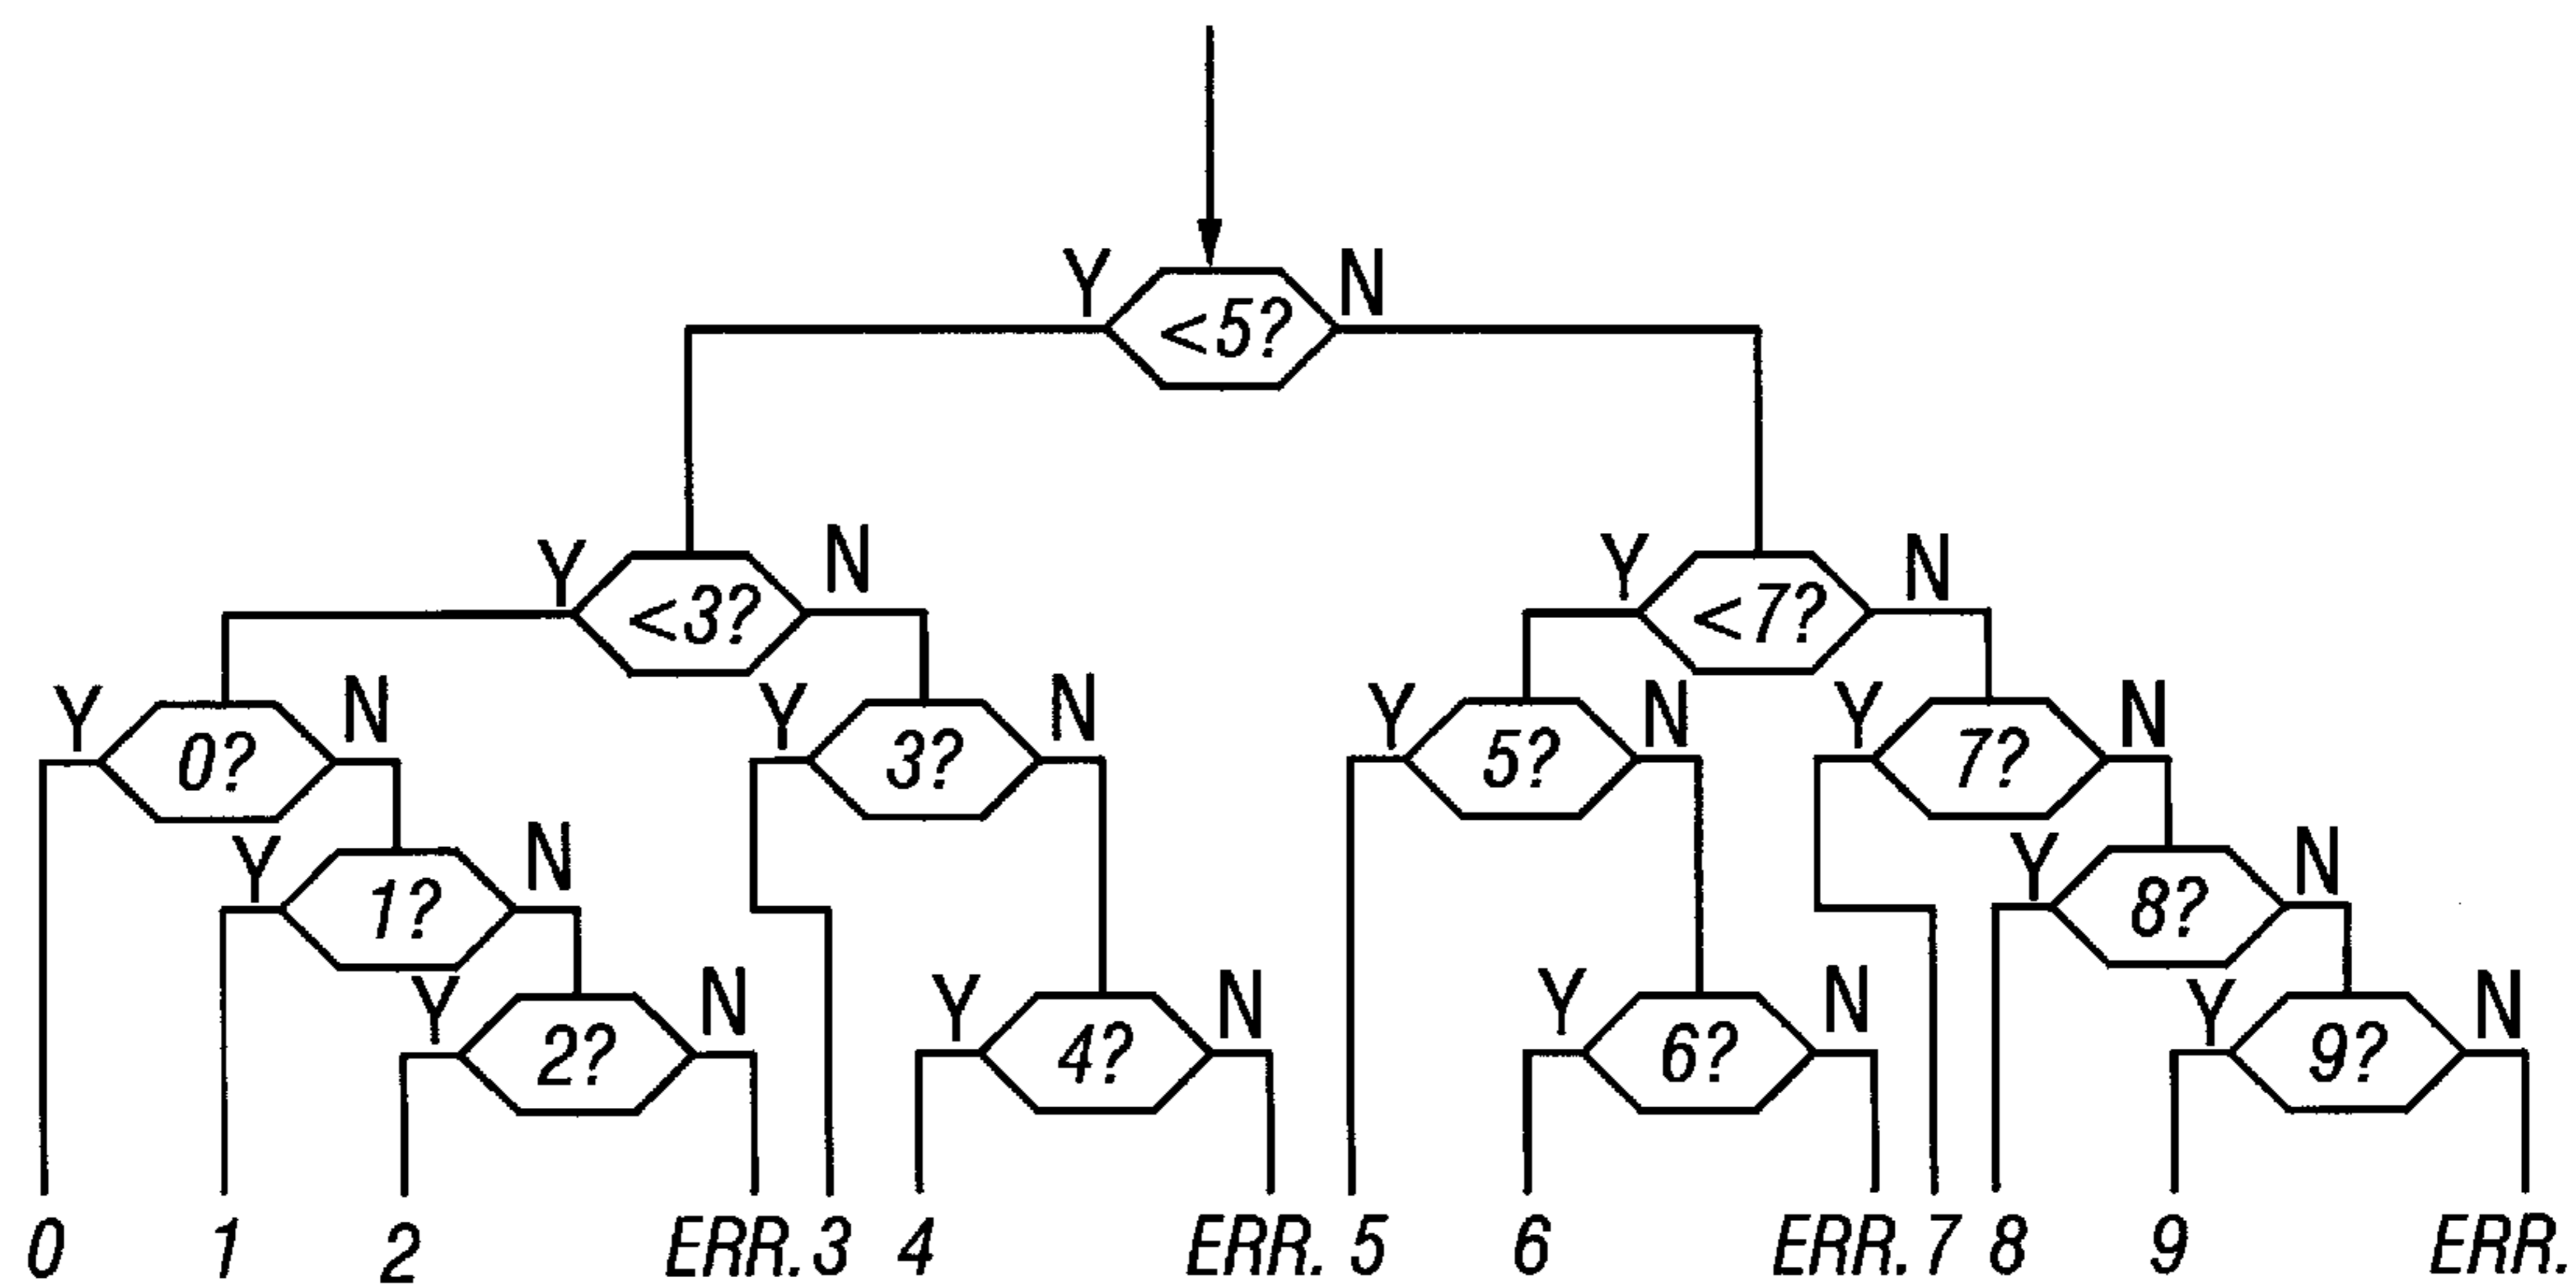 Y <5? N
Y <3? N
Y <7? N
Y 0? N
Y 3? N
Y 5? N
Y 7? N
Y 1? N
Y 8? N
Y 2? N
Y 4? N
Y 6? N
Y 9? N
0 1 2 ERR. 3 4 ERR. 5 6 ERR. 7 8 9 ERR.